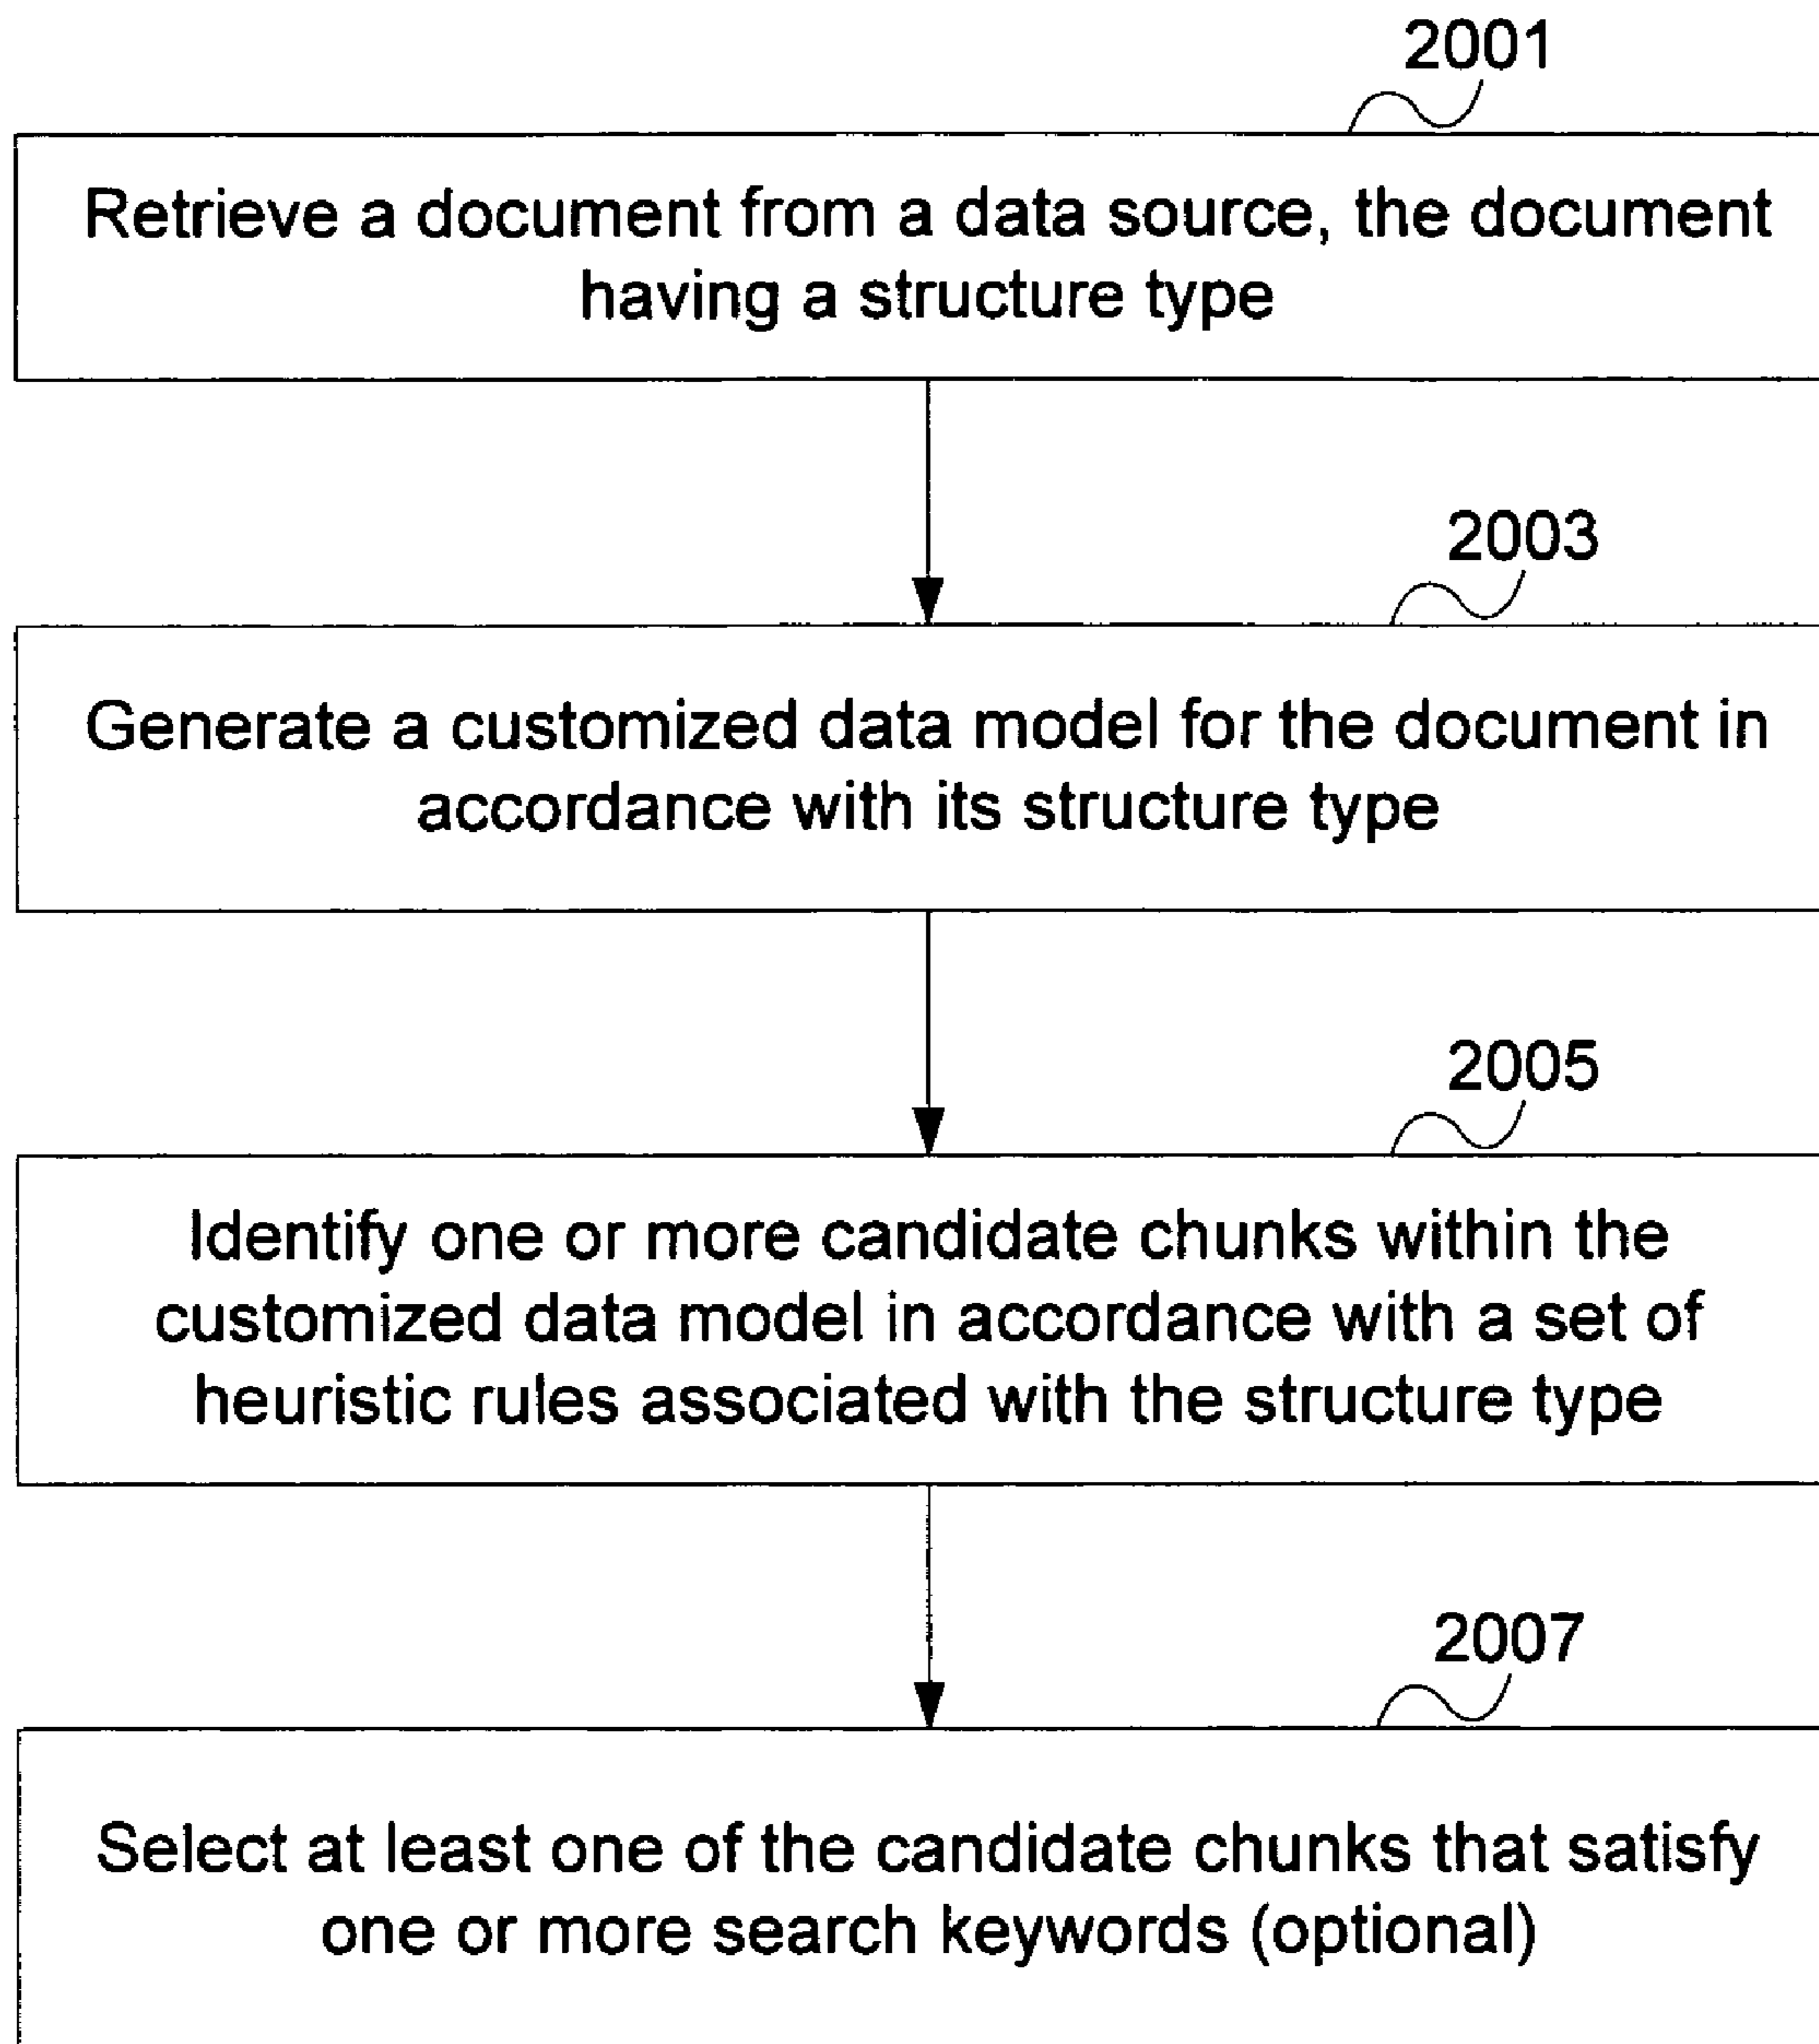 2001
Retrieve a document from a data source, the document
having a structure type
2003
Generate a customized data model for the document in
accordance with its structure type
2005
Identify one or more candidate chunks within the
customized data model in accordance with a set of
heuristic rules associated with the structure type
2007
Select at least one of the candidate chunks that satisfy
one or more search keywords (optional)